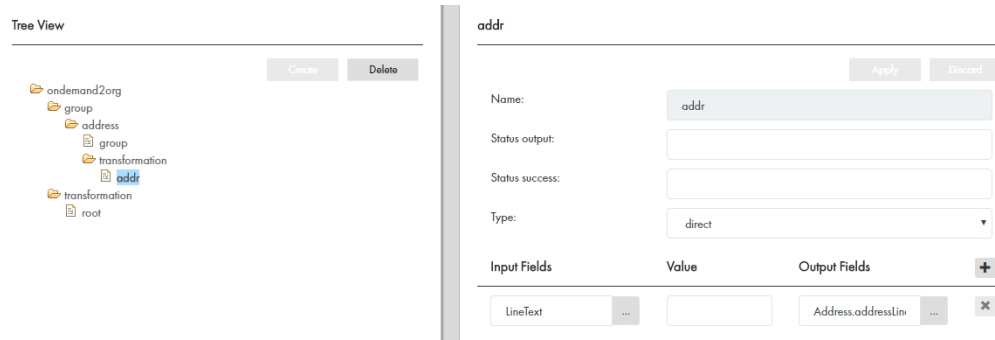 Tree View
Create
Delete
ondemand2org
group
address
group
transformation
addr
transformation
root
addr
Apply
Discard
Name:
addr
Status output:
Status success:
Type:
direct
Input Fields
Value
Output Fields
LineText
...
Address.addressLin
...